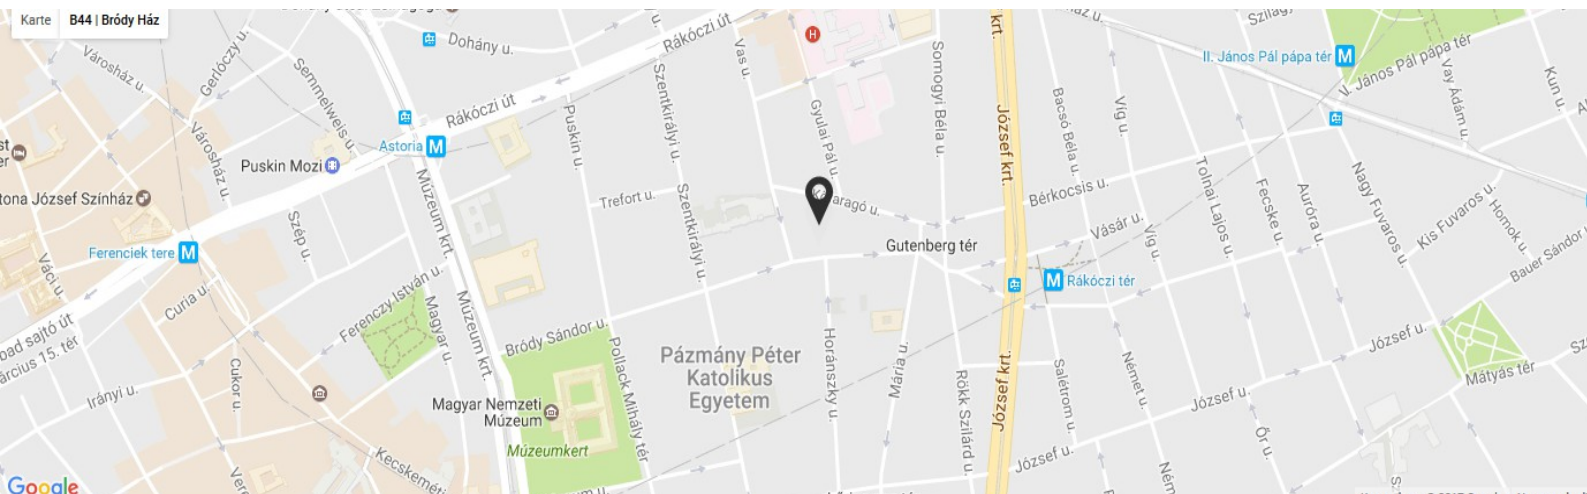 Karte
B44 | Bródy Ház
Dohány u.
Rákóczi út
Városház u.
Gerlóczy u.
Semmelweis u.
Vas u.
H
Somogyi Béla u.
krt.
II. János Pál pápa tér M
II. János Pál pápa tér
Vay Ádám u.
Kun u.
Rákóczi út
Puskin u.
Szentkirályi u.
Gyulai Pál u.
József krt.
Bacsó Béla u.
Víg u.
Astoria M
Puskin Mozi
Városház u.
Múzeum krt.
Trefort u.
Szentkirályi u.
Bérkocsis u.
Tolnai Lajos u.
Fecske u.
Auróra u.
Nagy Fuvaros u.
Kis Fuvaros u.
Homok u.
Szép u.
Ferenciek tere M
Gutenberg tér
Vásár u.
Víg u.
M Rákóczi tér
Bauer Sándor
Váci u.
Curia u.
Ferenczy István u.
Magyar u.
Múzeum krt.
Bródy Sándor u.
Pollack Mihály tér
Horánszky u.
Mária u.
Rökk Szilárd u.
József krt.
Salétrom u.
Német u.
József u.
József u.
Mátyás tér
Pázmány Péter
Katolikus
Egyetem
Irányi u.
Cukor u.
Magyar Nemzeti
Múzeum
Múzeumkert
József u.
Őr u.
Google